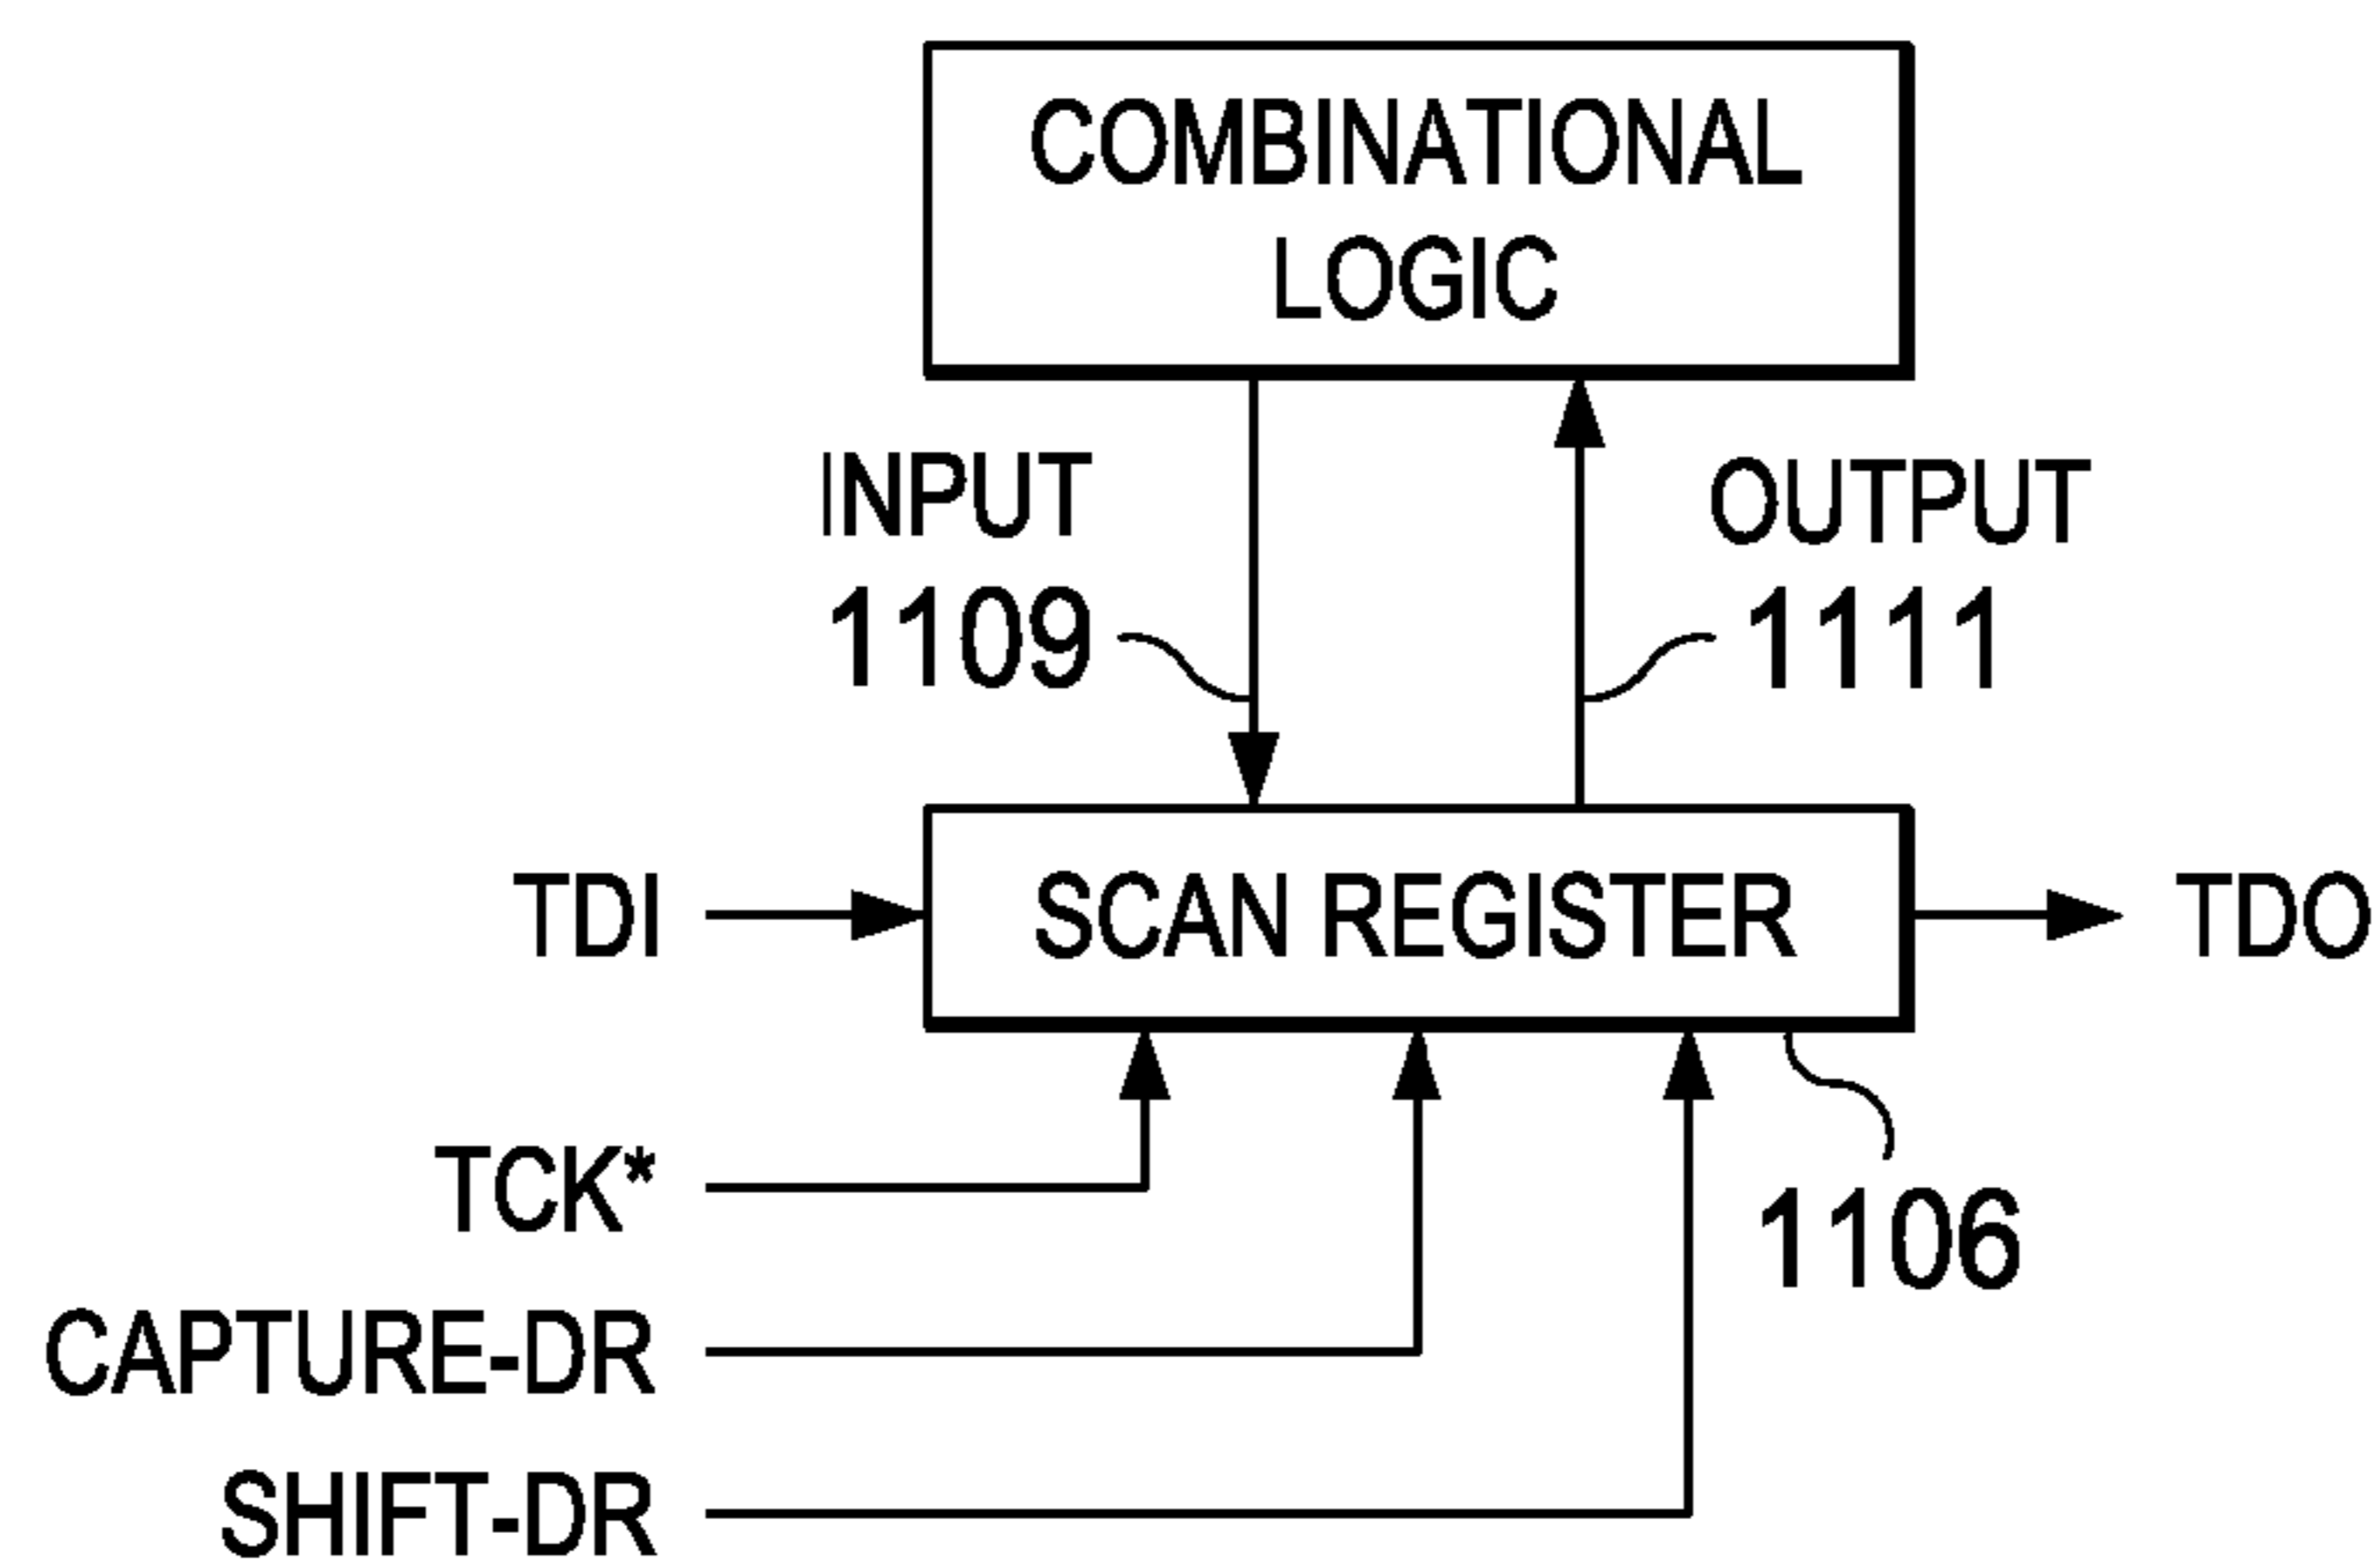 COMBINATIONAL
LOGIC
INPUT
1109
OUTPUT
1111
TDI
SCAN REGISTER
TDO
TCK*
1106
CAPTURE-DR
SHIFT-DR